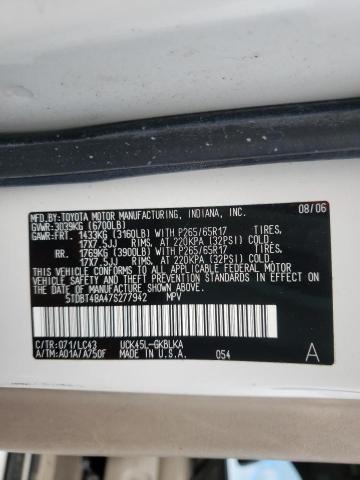 MFD.BY:TOYOTA MOTOR MANUFACTURING, INDIANA, INC. 08/06
GVWR:3039KG (6700LB)
GAWR:FRT. 1433KG (3160LB) WITH P265/65R17 TIRES,
17X7.5JJ RIMS, AT 220KPA (32PSI) COLD.
RR. 1769KG (3900LB) WITH P265/65R17 TIRES,
17X7.5JJ RIMS, AT 220KPA (32PSI) COLD.
THIS VEHICLE CONFORMS TO ALL APPLICABLE FEDERAL MOTOR VEHICLE
SAFETY STANDARDS IN EFFECT ON THE DATE OF MANUFACTURE SHOWN ABOVE.
5TDBT48A47S277942 MPV
C/TR:071/LC43 UCK45L-GKBLKA
A/TM:A01A/A750F MADE IN U.S.A. 054 A